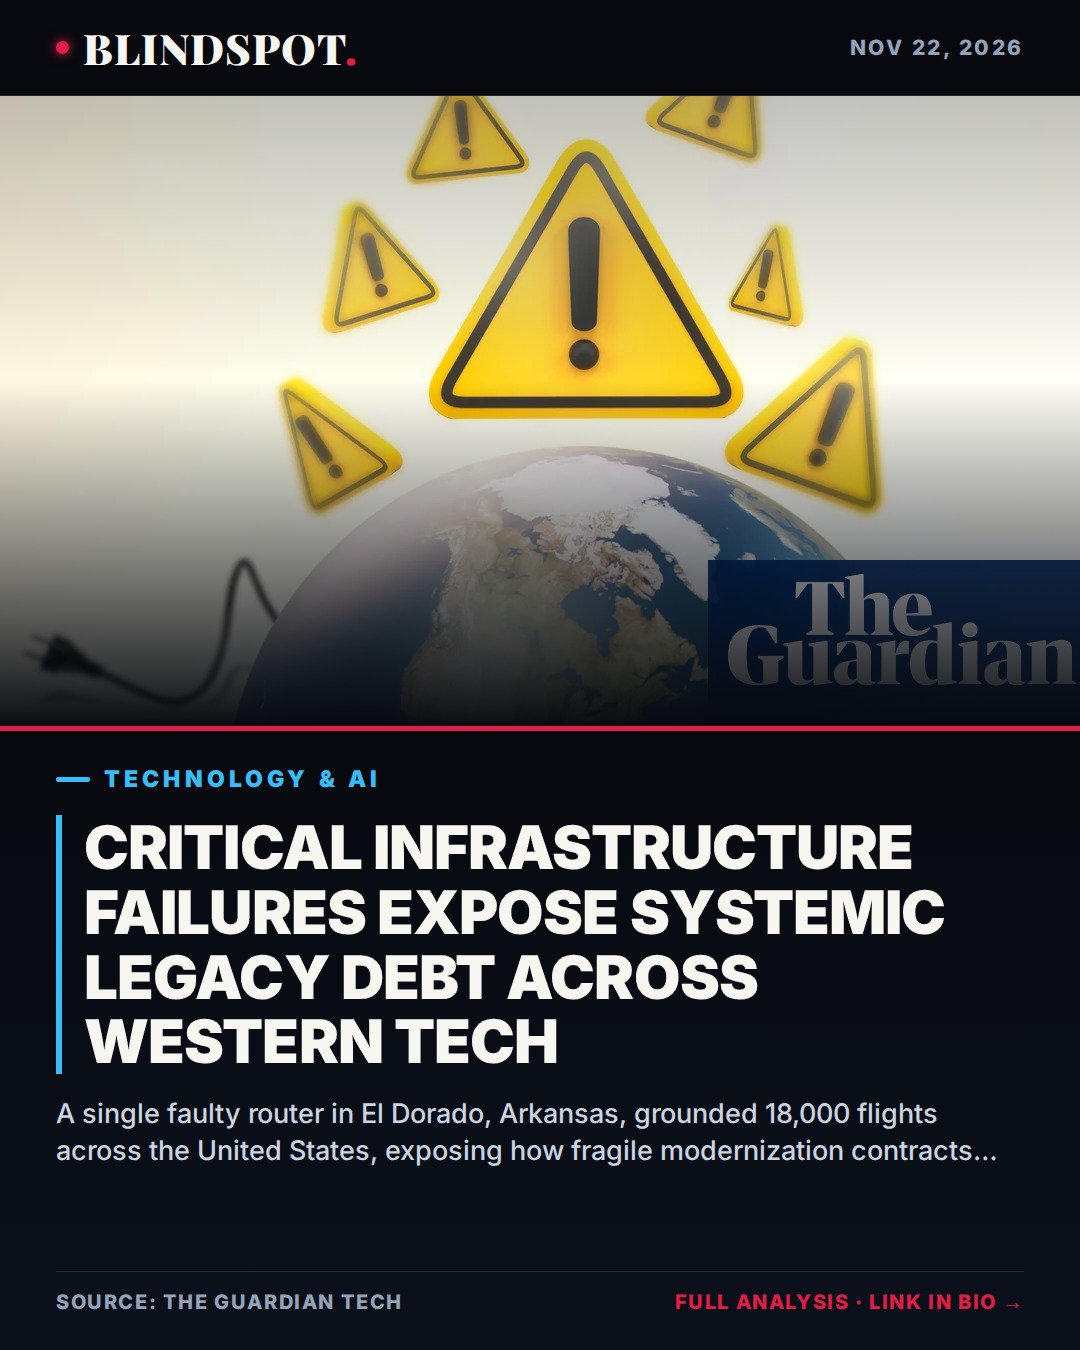 BLINDSPOT.
NOV 22, 2026
The
Guardian
TECHNOLOGY & AI
CRITICAL INFRASTRUCTURE
FAILURES EXPOSE SYSTEMIC
LEGACY DEBT ACROSS
WESTERN TECH
A single faulty router in El Dorado, Arkansas, grounded 18,000 flights
across the United States, exposing how fragile modernization contracts...
SOURCE: THE GUARDIAN TECH
FULL ANALYSIS · LINK IN BIO →